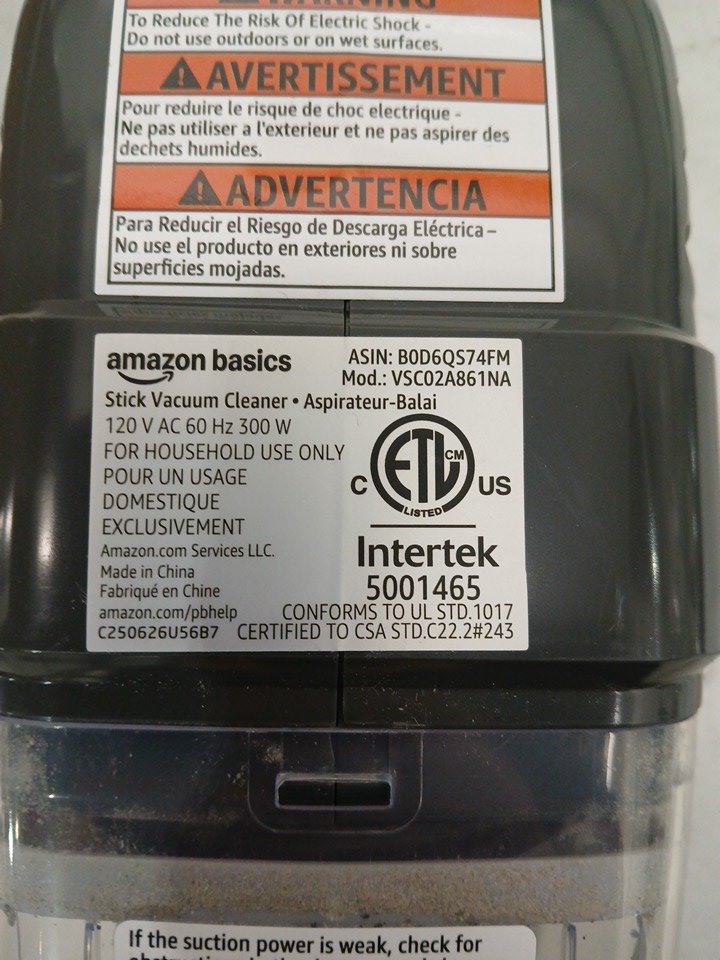 WARNING
To Reduce The Risk Of Electric Shock -
Do not use outdoors or on wet surfaces.
AVERTISSEMENT
Pour reduire le risque de choc electrique -
Ne pas utiliser a l'exterieur et ne pas aspirer des
dechets humides.
ADVERTENCIA
Para Reducir el Riesgo de Descarga Eléctrica –
No use el producto en exteriores ni sobre
superficies mojadas.
amazon basics
ASIN: B0D6QS74FM
Mod.: VSC02A861NA
Stick Vacuum Cleaner • Aspirateur-Balai
120 V AC 60 Hz 300 W
FOR HOUSEHOLD USE ONLY
POUR UN USAGE
DOMESTIQUE
EXCLUSIVEMENT
Amazon.com Services LLC.
Made in China
Fabriqué en Chine
amazon.com/pbhelp
C250626U56B7
C ETL CM US
LISTED
Intertek
5001465
CONFORMS TO UL STD.1017
CERTIFIED TO CSA STD.C22.2#243
If the suction power is weak, check for